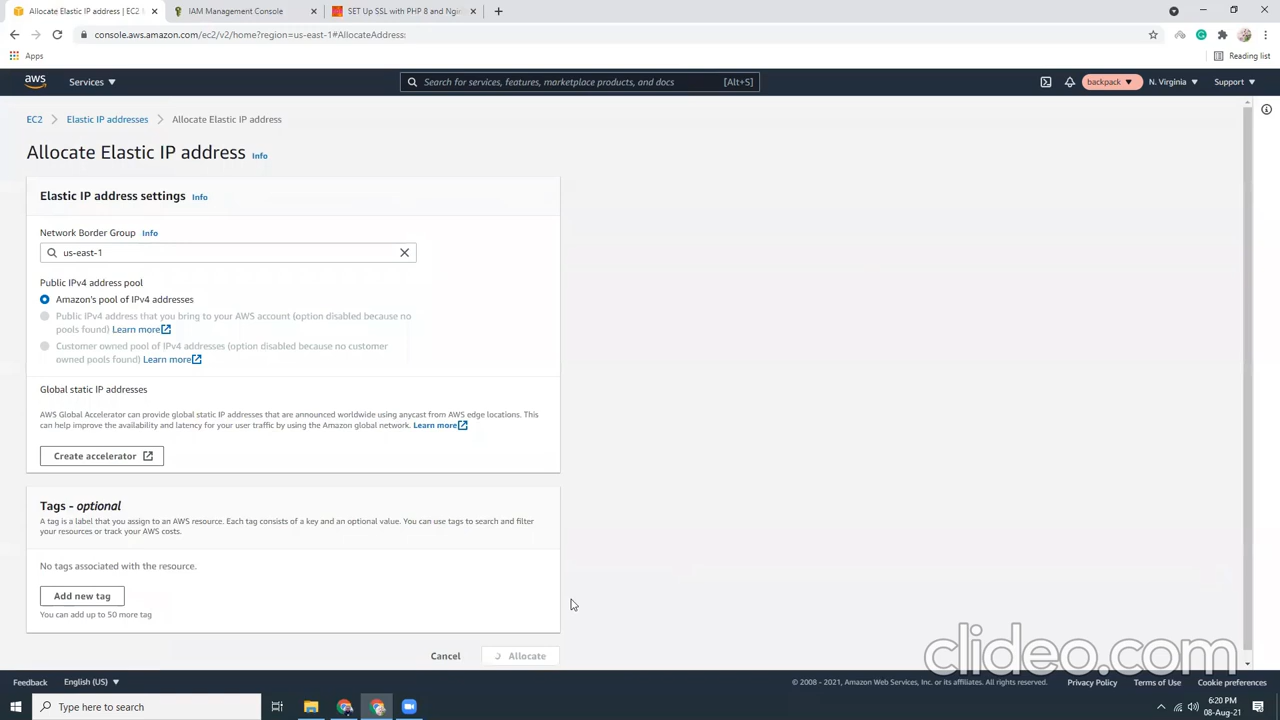 Allocate Elastic IP address | EC2 S
IAM Management Console
SET Up SSL with PHP 8 and Nginx
console.aws.amazon.com/ec2/v2/home?region=us-east-1#AllocateAddress:
Apps
Reading list
aws
Services
Search for services, features, marketplace products, and docs
[Alt+S]
backpack
N. Virginia
Support
EC2
Elastic IP addresses
Allocate Elastic IP address
Allocate Elastic IP address Info
Elastic IP address settings Info
Network Border Group Info
us-east-1
Public IPv4 address pool
Amazon's pool of IPv4 addresses
Public IPv4 address that you bring to your AWS account (option disabled because no
pools found) Learn more
Customer owned pool of IPv4 addresses (option disabled because no customer
owned pools found) Learn more
Global static IP addresses
AWS Global Accelerator can provide global static IP addresses that are announced worldwide using anycast from AWS edge locations. This
can help improve the availability and latency for your user traffic by using the Amazon global network. Learn more
Create accelerator
Tags - optional
A tag is a label that you assign to an AWS resource. Each tag consists of a key and an optional value. You can use tags to search and filter
your resources or track your AWS costs.
No tags associated with the resource.
Add new tag
You can add up to 50 more tag
Cancel
Allocate
clideo.com
Feedback
English (US)
© 2008 - 2021, Amazon Web Services, Inc. or its affiliates. All rights reserved.
Privacy Policy
Terms of Use
Cookie preferences
Type here to search
6:20 PM
08-Aug-21